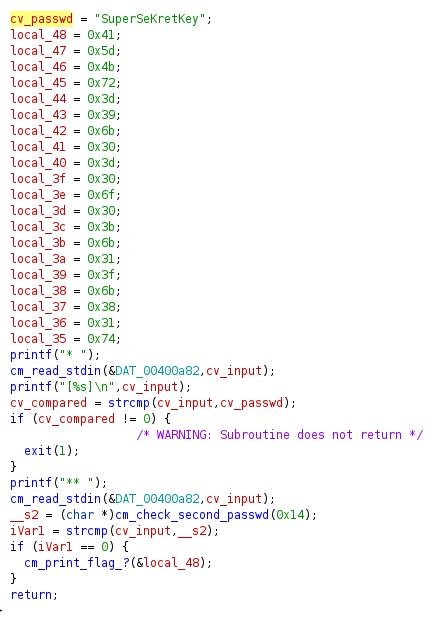 cv_passwd = "SuperSeKretKey";
local_48 = 0x41;
local_47 = 0x5d;
local_46 = 0x4b;
local_45 = 0x72;
local_44 = 0x3d;
local_43 = 0x39;
local_42 = 0x6b;
local_41 = 0x30;
local_40 = 0x3d;
local_3f = 0x30;
local_3e = 0x6f;
local_3d = 0x30;
local_3c = 0x3b;
local_3b = 0x6b;
local_3a = 0x31;
local_39 = 0x3f;
local_38 = 0x6b;
local_37 = 0x38;
local_36 = 0x31;
local_35 = 0x74;
printf("* ");
cm_read_stdin(&DAT_00400a82,cv_input);
printf("[%s]\n",cv_input);
cv_compared = strcmp(cv_input,cv_passwd);
if (cv_compared != 0) {
/* WARNING: Subroutine does not return */
exit(1);
}
printf("** ");
cm_read_stdin(&DAT_00400a82,cv_input);
__s2 = (char *)cm_check_second_passwd(0x14);
iVar1 = strcmp(cv_input,__s2);
if (iVar1 == 0) {
cm_print_flag_?(&local_48);
}
return;